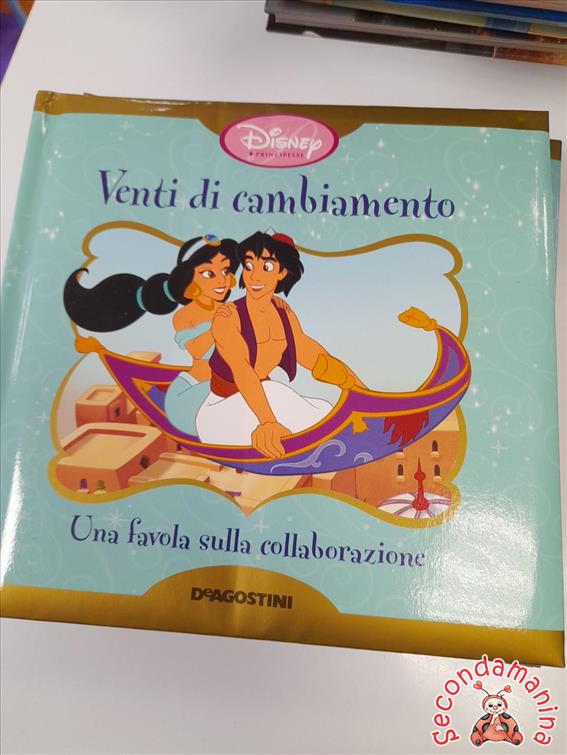 Disney
PRINCIPESSE
Venti di cambiamento
Una favola sulla collaborazione
DeAGOSTINI
Secondamanina